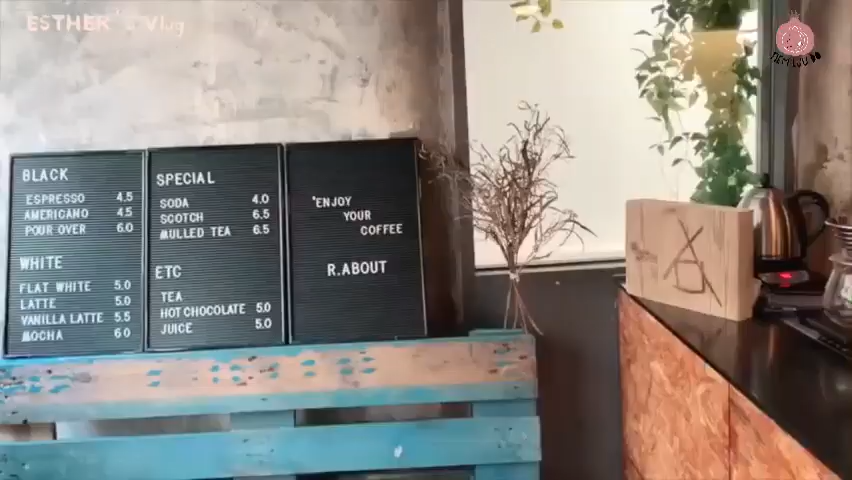 ESTHER's Vlog
BLACK
ESPRESSO 4.5
AMERICANO 4.5
POUR OVER 6.0
WHITE
FLAT WHITE 5.0
LATTE 5.0
VANILLA LATTE 5.5
MOCHA 6.0
SPECIAL
SODA 4.0
SCOTCH 6.5
MULLED TEA 6.5
ETC
TEA
HOT CHOCOLATE 5.0
JUICE 5.0
"ENJOY
YOUR
COFFEE
R.ABOUT